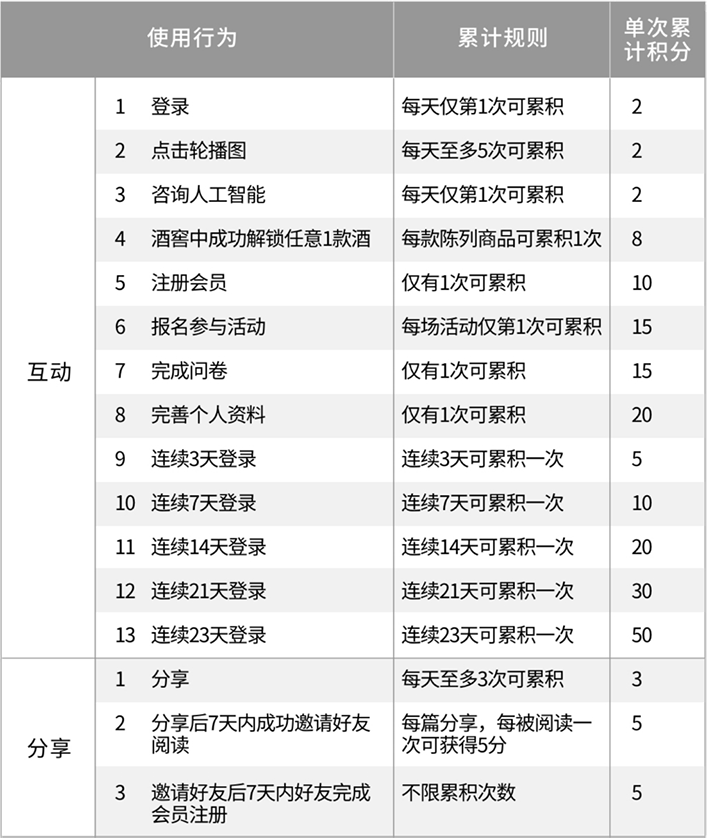 使用行为 累计规则 单次累
计积分
互动
1 登录 每天仅第1次可累积 2
2 点击轮播图 每天至多5次可累积 2
3 咨询人工智能 每天仅第1次可累积 2
4 酒窖中成功解锁任意1款酒 每款陈列商品可累积1次 8
5 注册会员 仅有1次可累积 10
6 报名参与活动 每场活动仅第1次可累积 15
7 完成问卷 仅有1次可累积 15
8 完善个人资料 仅有1次可累积 20
9 连续3天登录 连续3天可累积一次 5
10 连续7天登录 连续7天可累积一次 10
11 连续14天登录 连续14天可累积一次 20
12 连续21天登录 连续21天可累积一次 30
13 连续23天登录 连续23天可累积一次 50
分享
1 分享 每天至多3次可累积 3
2 分享后7天内成功邀请好友 每篇分享，每被阅读一 5
阅读 次可获得5分
3 邀请好友后7天内好友完成 不限累积次数 5
会员注册